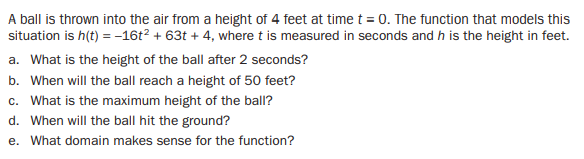 A ball is thrown into the air from a height of 4 feet at time t = 0. The function that models this
situation is h(t) = –16t² + 63t + 4, where t is measured in seconds and h is the height in feet.
a. What is the height of the ball after 2 seconds?
b. When will the ball reach a height of 50 feet?
c. What is the maximum height of the ball?
d. When will the ball hit the ground?
e. What domain makes sense for the function?